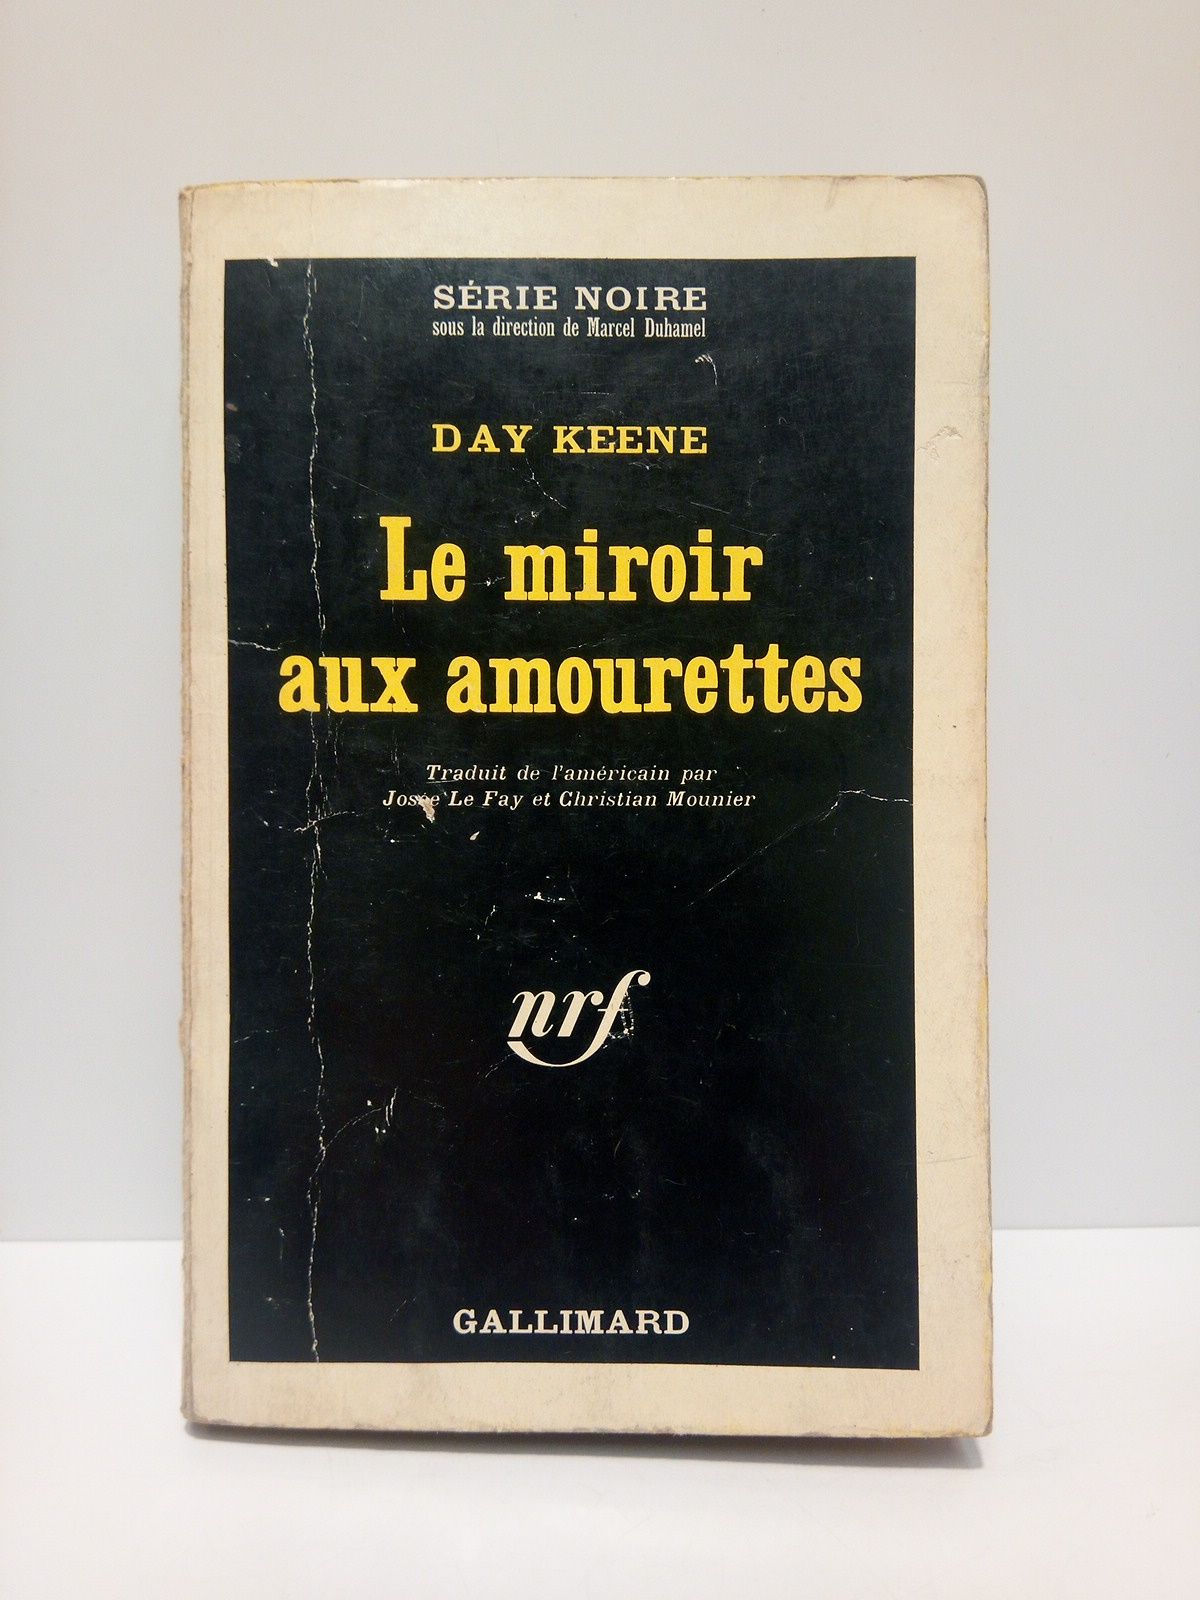 SÉRIE NOIRE
sous la direction de Marcel Duhamel
DAY KEENE
Le miroir
aux amourettes
Traduit de l'américain par
Josée Le Fay et Christian Mounier
nrf
GALLIMARD